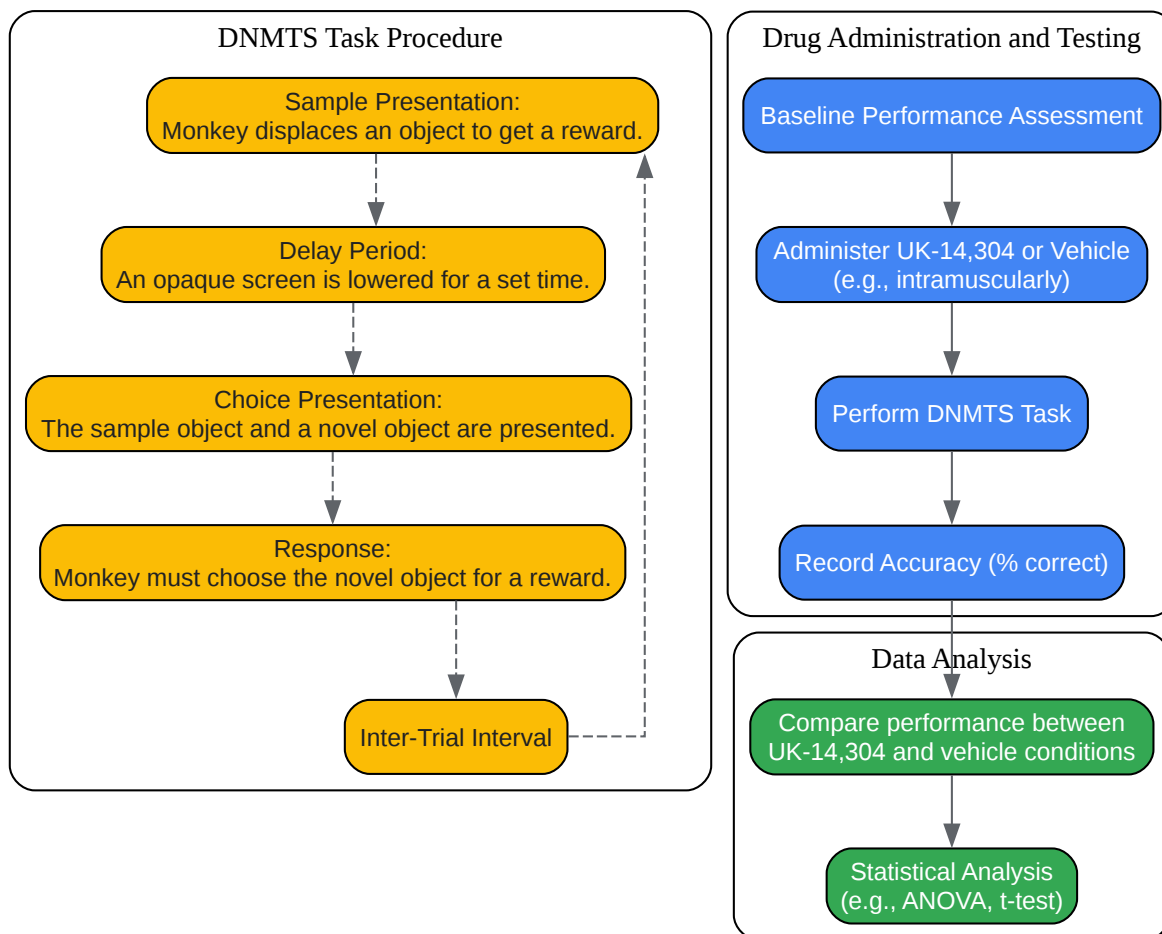 DNMTS Task Procedure
Sample Presentation:
Monkey displaces an object to get a reward.
Delay Period:
An opaque screen is lowered for a set time.
Choice Presentation:
The sample object and a novel object are presented.
Response:
Monkey must choose the novel object for a reward.
Inter-Trial Interval
Drug Administration and Testing
Baseline Performance Assessment
Administer UK-14,304 or Vehicle
(e.g., intramuscularly)
Perform DNMTS Task
Record Accuracy (% correct)
Data Analysis
Compare performance between
UK-14,304 and vehicle conditions
Statistical Analysis
(e.g., ANOVA, t-test)